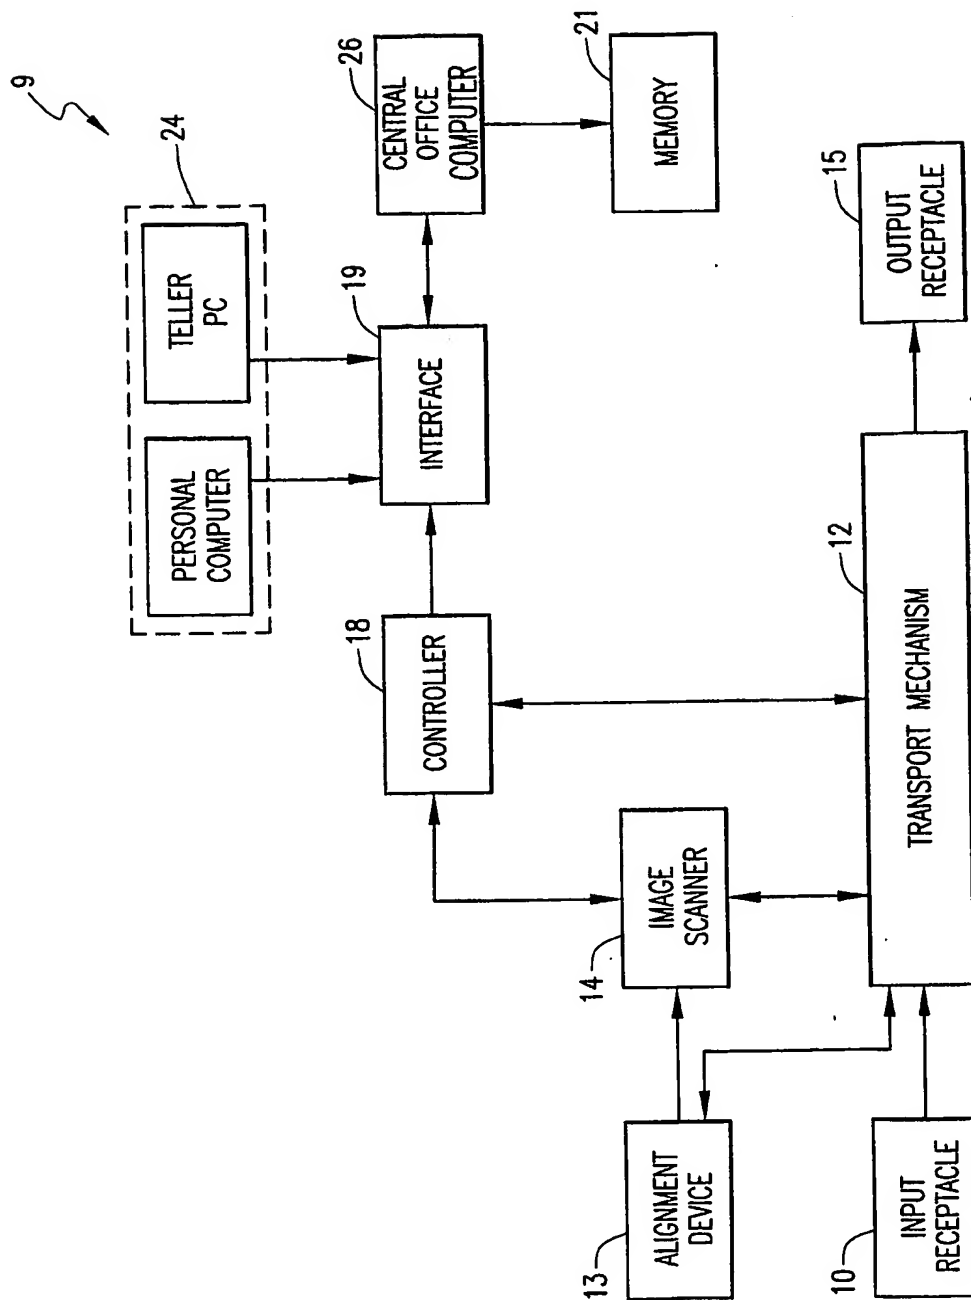 9
24
PERSONAL
COMPUTER
TELLER
PC
18
CONTROLLER
19
INTERFACE
26
CENTRAL
OFFICE
COMPUTER
21
MEMORY
13
ALIGNMENT
DEVICE
14
IMAGE
SCANNER
10
INPUT
RECEPTACLE
12
TRANSPORT MECHANISM
15
OUTPUT
RECEPTACLE